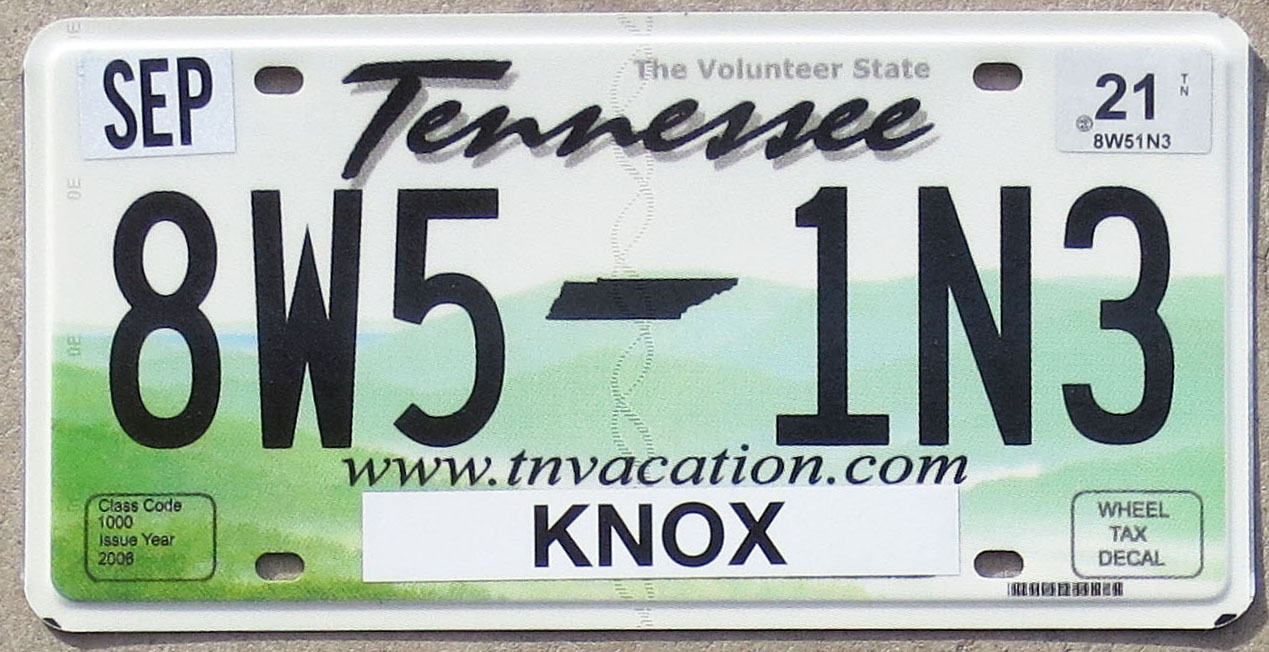 SEP
The Volunteer State
Tennessee
21
TN
8W51N3
8W5 1N3
www.tnvacation.com
Class Code
1000
Issue Year
2006
KNOX
WHEEL
TAX
DECAL